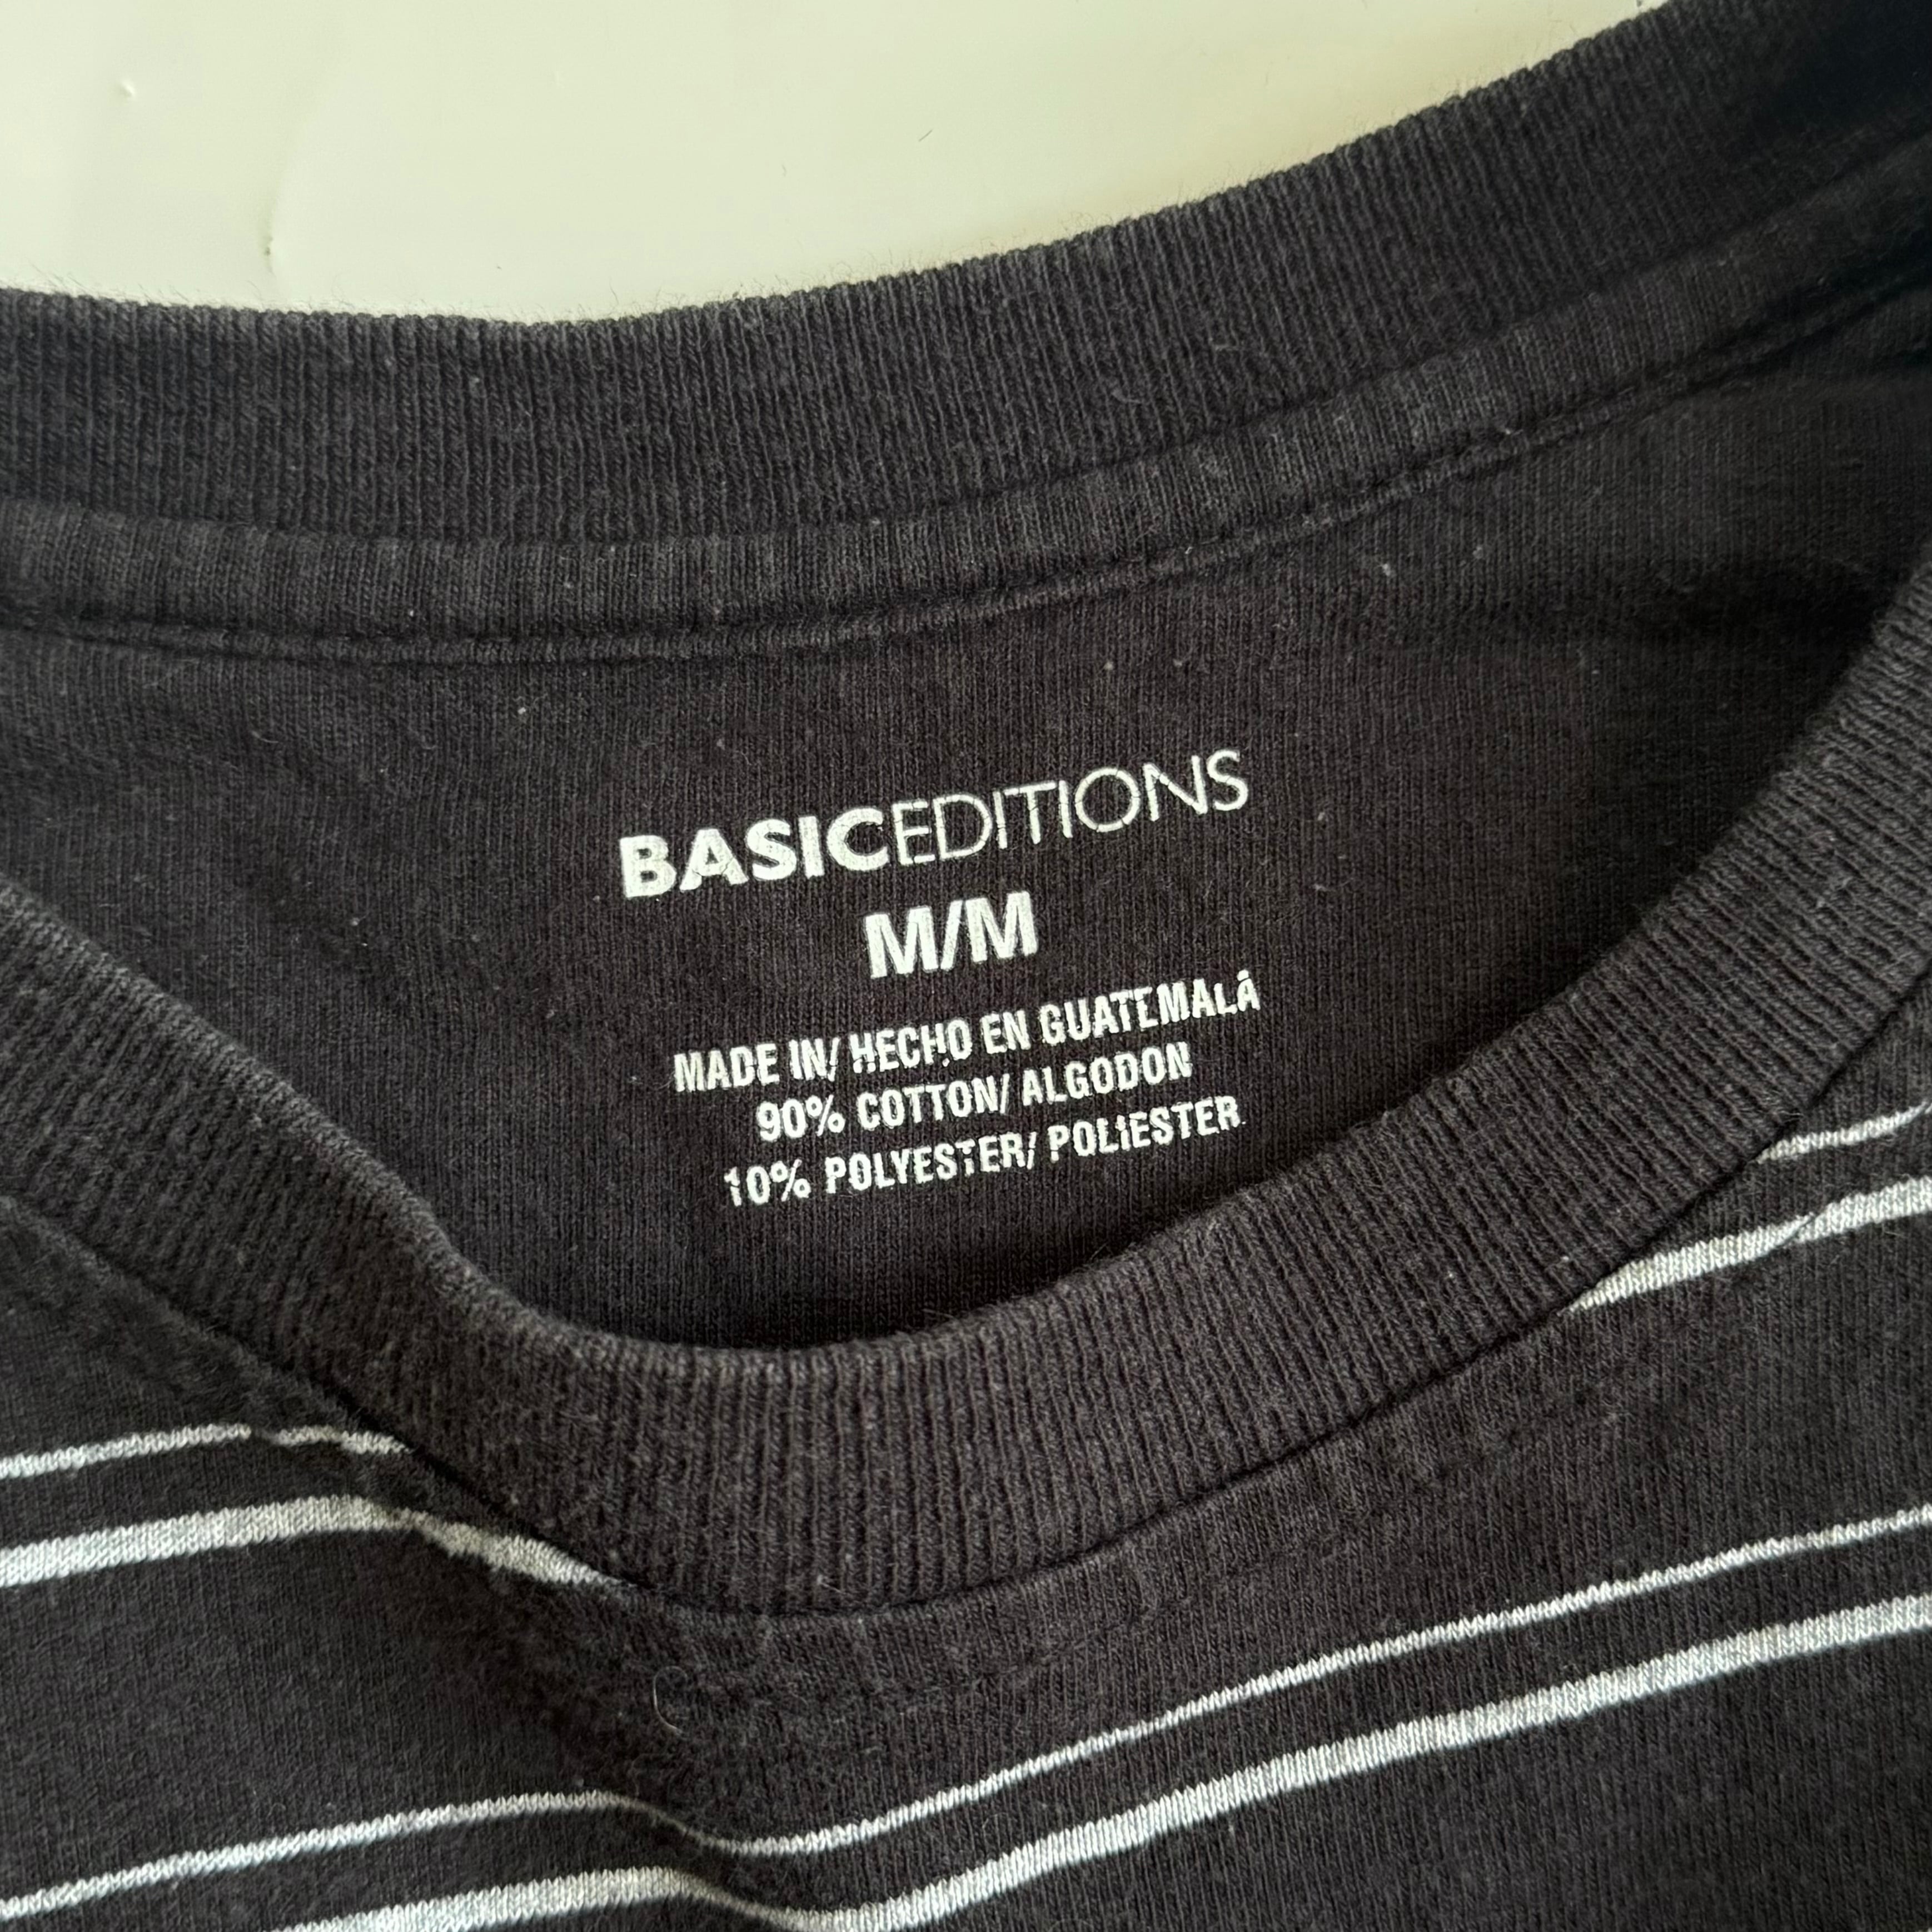 BASICEDITIONS
M/M
MADE IN/ HECHO EN GUATEMALA
90% COTTON/ ALGODON
10% POLYESTER/ POLIESTER